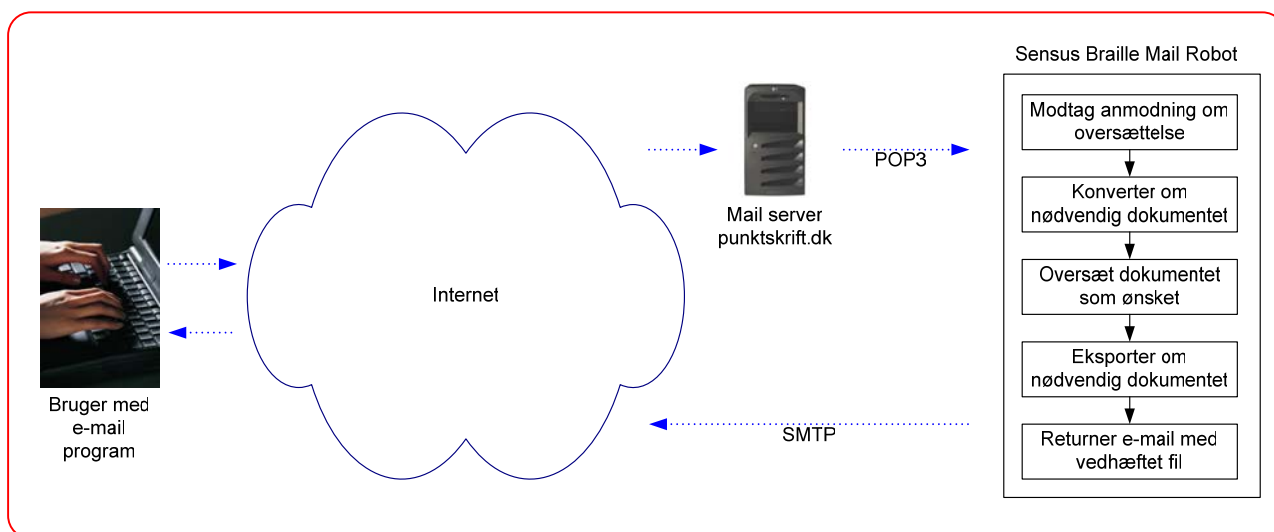 Sensus Braille Mail Robot
Modtag anmodning om
oversættelse
POP3
Konverter om
nødvendig dokumentet
Mail server
punktskrift.dk
Oversæt dokumentet
som ønsket
Internet
Eksporter om
nødvendig dokumentet
Bruger med
e-mail
program
SMTP
Returner e-mail med
vedhæftet fil